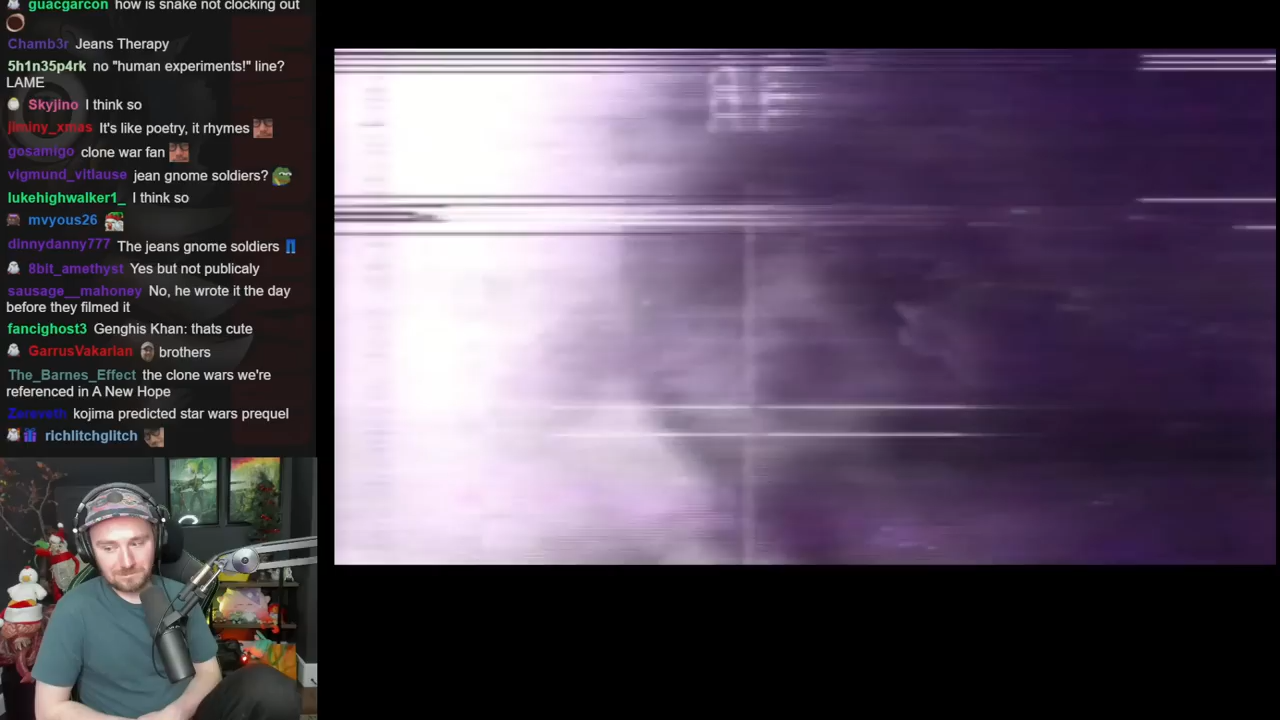 guacgarcon how is snake not clocking out
Chamb3r Jeans Therapy
5h1n35p4rk no "human experiments!" line?
LAME
Skyjino I think so
jiminy_xmas It's like poetry, it rhymes
gosamigo clone war fan
vigmund_vitlause jean gnome soldiers?
lukehighwalker1_ I think so
mvyous26
dinnydanny777 The jeans gnome soldiers
8bit_amethyst Yes but not publicaly
sausage__mahoney No, he wrote it the day
before they filmed it
fancighost3 Genghis Khan: thats cute
GarrusVakarian brothers
The_Barnes_Effect the clone wars we're
referenced in A New Hope
kojima predicted star wars prequel
richlitchglitch